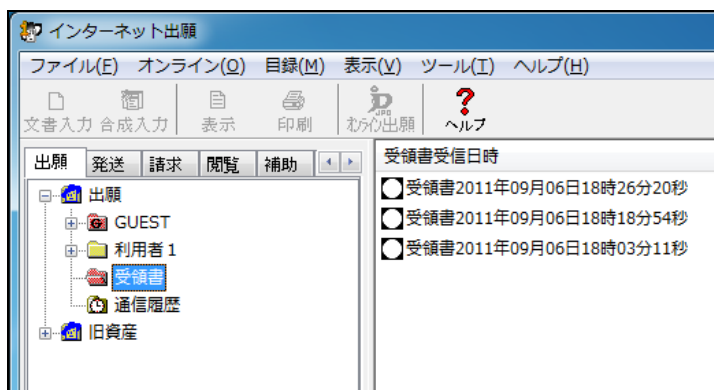 インターネット出願
ファイル(F) オンライン(O) 目録(M) 表示(V) ツール(T) ヘルプ(H)
文書入力 合成入力 表示 印刷 オンライン出願 ヘルプ
JPO
出願 発送 請求 閲覧 補助
受領書受信日時
出願
GUEST
利用者1
受領書
通信履歴
旧資産
受領書2011年09月06日18時26分20秒
受領書2011年09月06日18時18分54秒
受領書2011年09月06日18時03分11秒